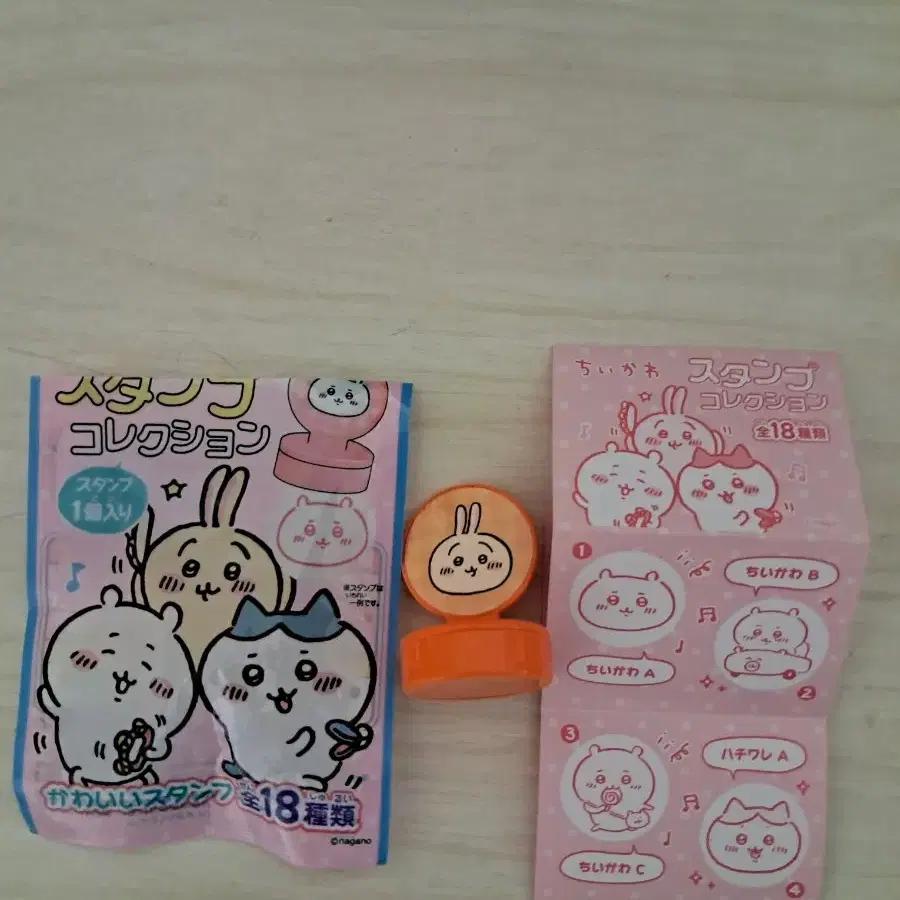 スタンプ
コレクション
スタンプ
1個入り
※スタンプは
一例です。
かわいいスタンプ
全18種類
しゅるい
©nagano
ちいかわ
スタンプ
コレクション
全18種類
1
ちいかわ B
ちいかわ A
2
3
ハチワレ A
ちいかわ C
4